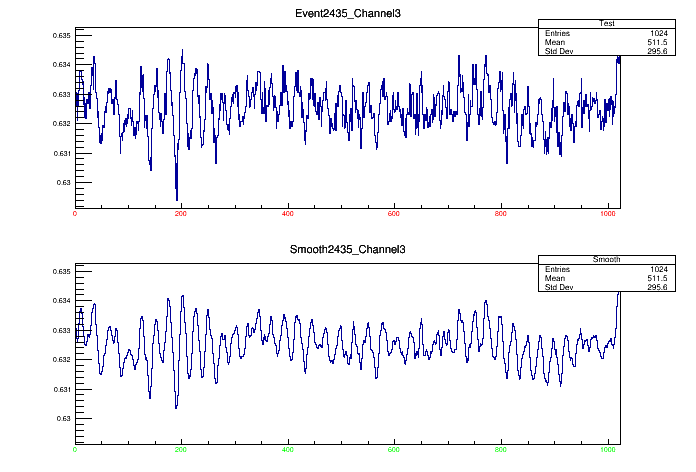 Event2435_Channel3
Test
Entries 1024
Mean 511.5
Std Dev 295.6
0.635
0.634
0.633
0.632
0.631
0.63
0 200 400 600 800 1000
Smooth2435_Channel3
Smooth
Entries 1024
Mean 511.5
Std Dev 295.6
0.635
0.634
0.633
0.632
0.631
0.63
0 200 400 600 800 1000